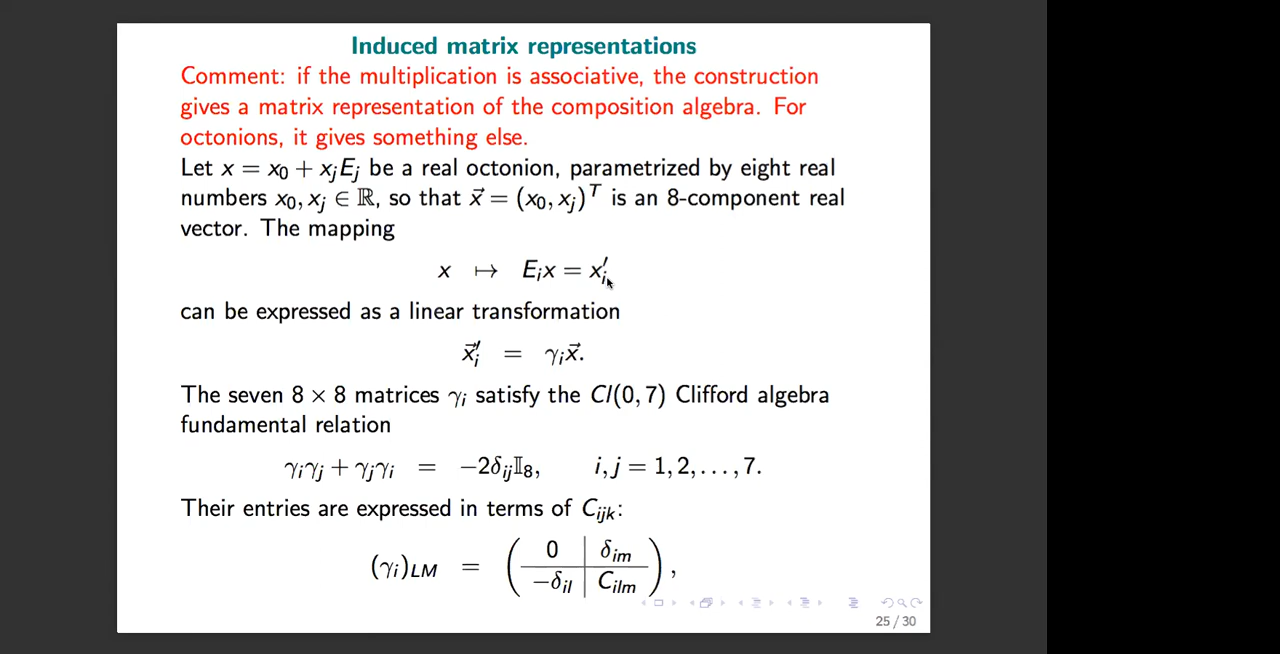 Induced matrix representations
Comment: if the multiplication is associative, the construction
gives a matrix representation of the composition algebra. For
octonions, it gives something else.
Let x = x₀ + xⱼEⱼ be a real octonion, parametrized by eight real
numbers x₀, xⱼ ∈ ℝ, so that x⃗ = (x₀, xⱼ)ᵀ is an 8-component real
vector. The mapping
x ↦ Eᵢx = x′ᵢ
can be expressed as a linear transformation
x⃗′ᵢ = γᵢx⃗.
The seven 8 × 8 matrices γᵢ satisfy the Cl(0, 7) Clifford algebra
fundamental relation
γᵢγⱼ + γⱼγᵢ = −2δᵢⱼ𝕀₈, i, j = 1, 2, . . . , 7.
Their entries are expressed in terms of Cᵢⱼₖ:
(γᵢ)_LM = ( 0 | δᵢₘ
−δᵢₗ | Cᵢₗₘ ) ,
25 / 30